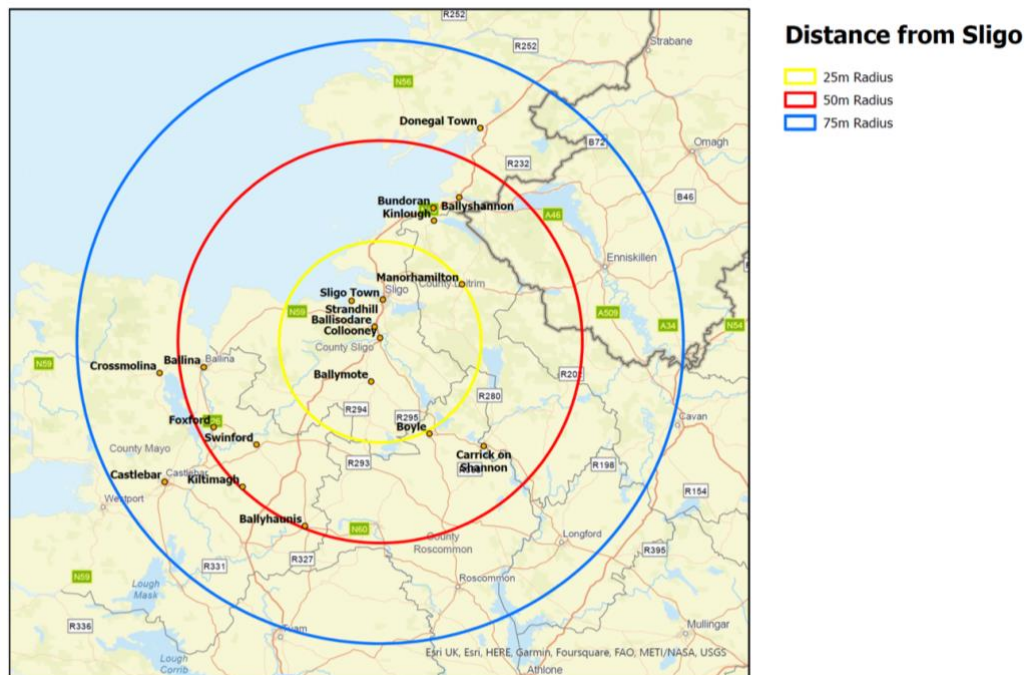 Distance from Sligo
25m Radius
50m Radius
75m Radius
R252
R252
Strabane
N56
Donegal Town
B72
Omagh
R232
B46
Bundoran
Ballyshannon
Kinlough
A46
Enniskillen
Manorhamilton
County Leitrim
Sligo Town
Sligo
N59
Strandhill
Ballisodare
Collooney
County Sligo
A509
A34
N54
N59
Crossmolina
Ballina
Ballina
Ballymote
R202
R280
R294
R295
Foxford
Boyle
Cavan
Swinford
County Mayo
Carrick on
Shannon
R293
R198
Castlebar
Castlebar
Kiltimagh
Westport
R154
Ballyhaunis
N60
County
Roscommon
Longford
R395
R327
R331
N59
Lough
Mask
Roscommon
R336
Tuam
Mullingar
Lough
Corrib
Esri UK, Esri, HERE, Garmin, Foursquare, FAO, METI/NASA, USGS
Athlone